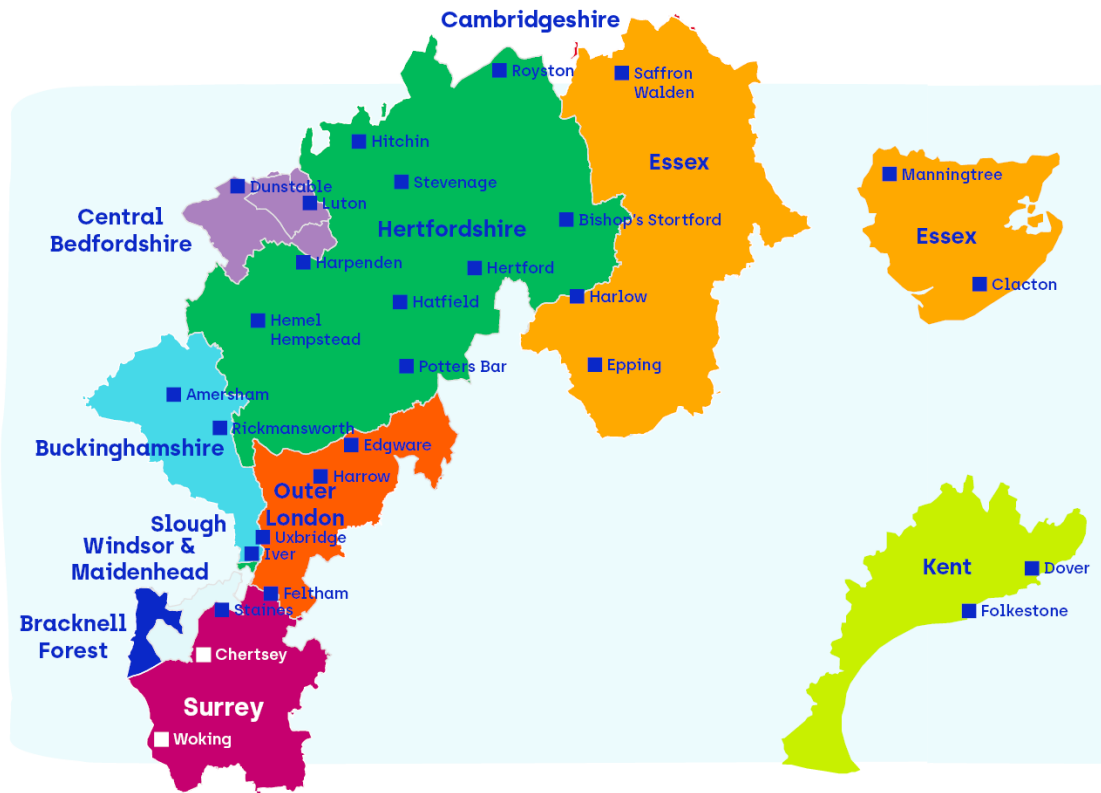 Cambridgeshire
Royston
Saffron
Walden
Hitchin
Essex
Manningtree
Stevenage
Dunstable
Luton
Central
Bedfordshire
Hertfordshire
Bishop's Stortford
Essex
Harpenden
Hertford
Clacton
Harlow
Hatfield
Hemel
Hempstead
Potters Bar
Epping
Amersham
Rickmansworth
Buckinghamshire
Edgware
Harrow
Outer
London
Slough
Uxbridge
Windsor &
Maidenhead
Iver
Kent
Dover
Feltham
Staines
Folkestone
Bracknell
Forest
Chertsey
Surrey
Woking